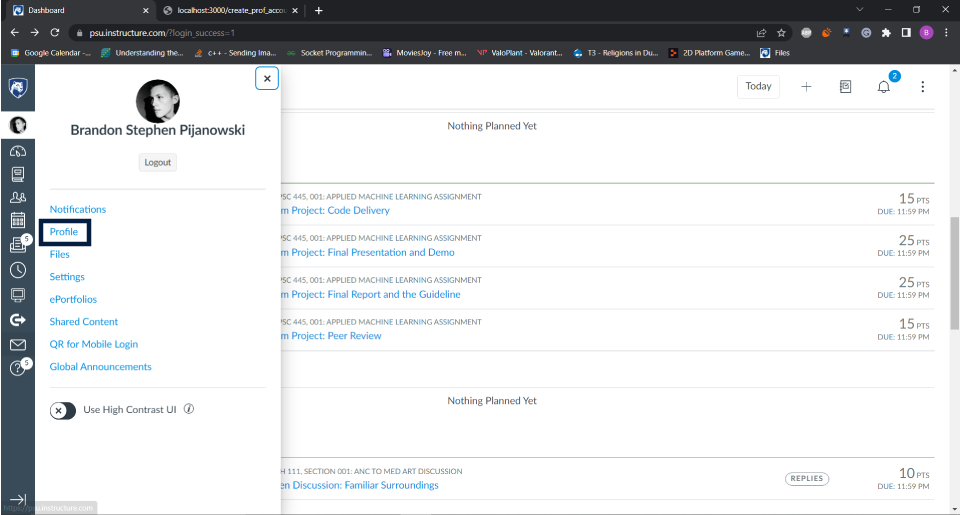 Dashboard
localhost:3000/create_prof_accou
psu.instructure.com/?login_success=1
B
Google Calendar -...
Understanding the...
c++ - Sending Ima...
Socket Programmin...
MoviesJoy - Free m...
ValoPlant - Valorant...
T3 - Religions in Du...
2D Platform Game...
Files
Today
2
Brandon Stephen Pijanowski
Logout
Nothing Planned Yet
Notifications
Profile
Files
Settings
ePortfolios
Shared Content
QR for Mobile Login
Global Announcements
Use High Contrast UI
5
5
PSC 445, 001: APPLIED MACHINE LEARNING ASSIGNMENT
m Project: Code Delivery
15 PTS
DUE: 11:59 PM
PSC 445, 001: APPLIED MACHINE LEARNING ASSIGNMENT
m Project: Final Presentation and Demo
25 PTS
DUE: 11:59 PM
PSC 445, 001: APPLIED MACHINE LEARNING ASSIGNMENT
m Project: Final Report and the Guideline
25 PTS
DUE: 11:59 PM
PSC 445, 001: APPLIED MACHINE LEARNING ASSIGNMENT
m Project: Peer Review
15 PTS
DUE: 11:59 PM
Nothing Planned Yet
H 111, SECTION 001: ANC TO MED ART DISCUSSION
en Discussion: Familiar Surroundings
REPLIES
10 PTS
DUE: 11:59 PM
https://psu.instructure.com